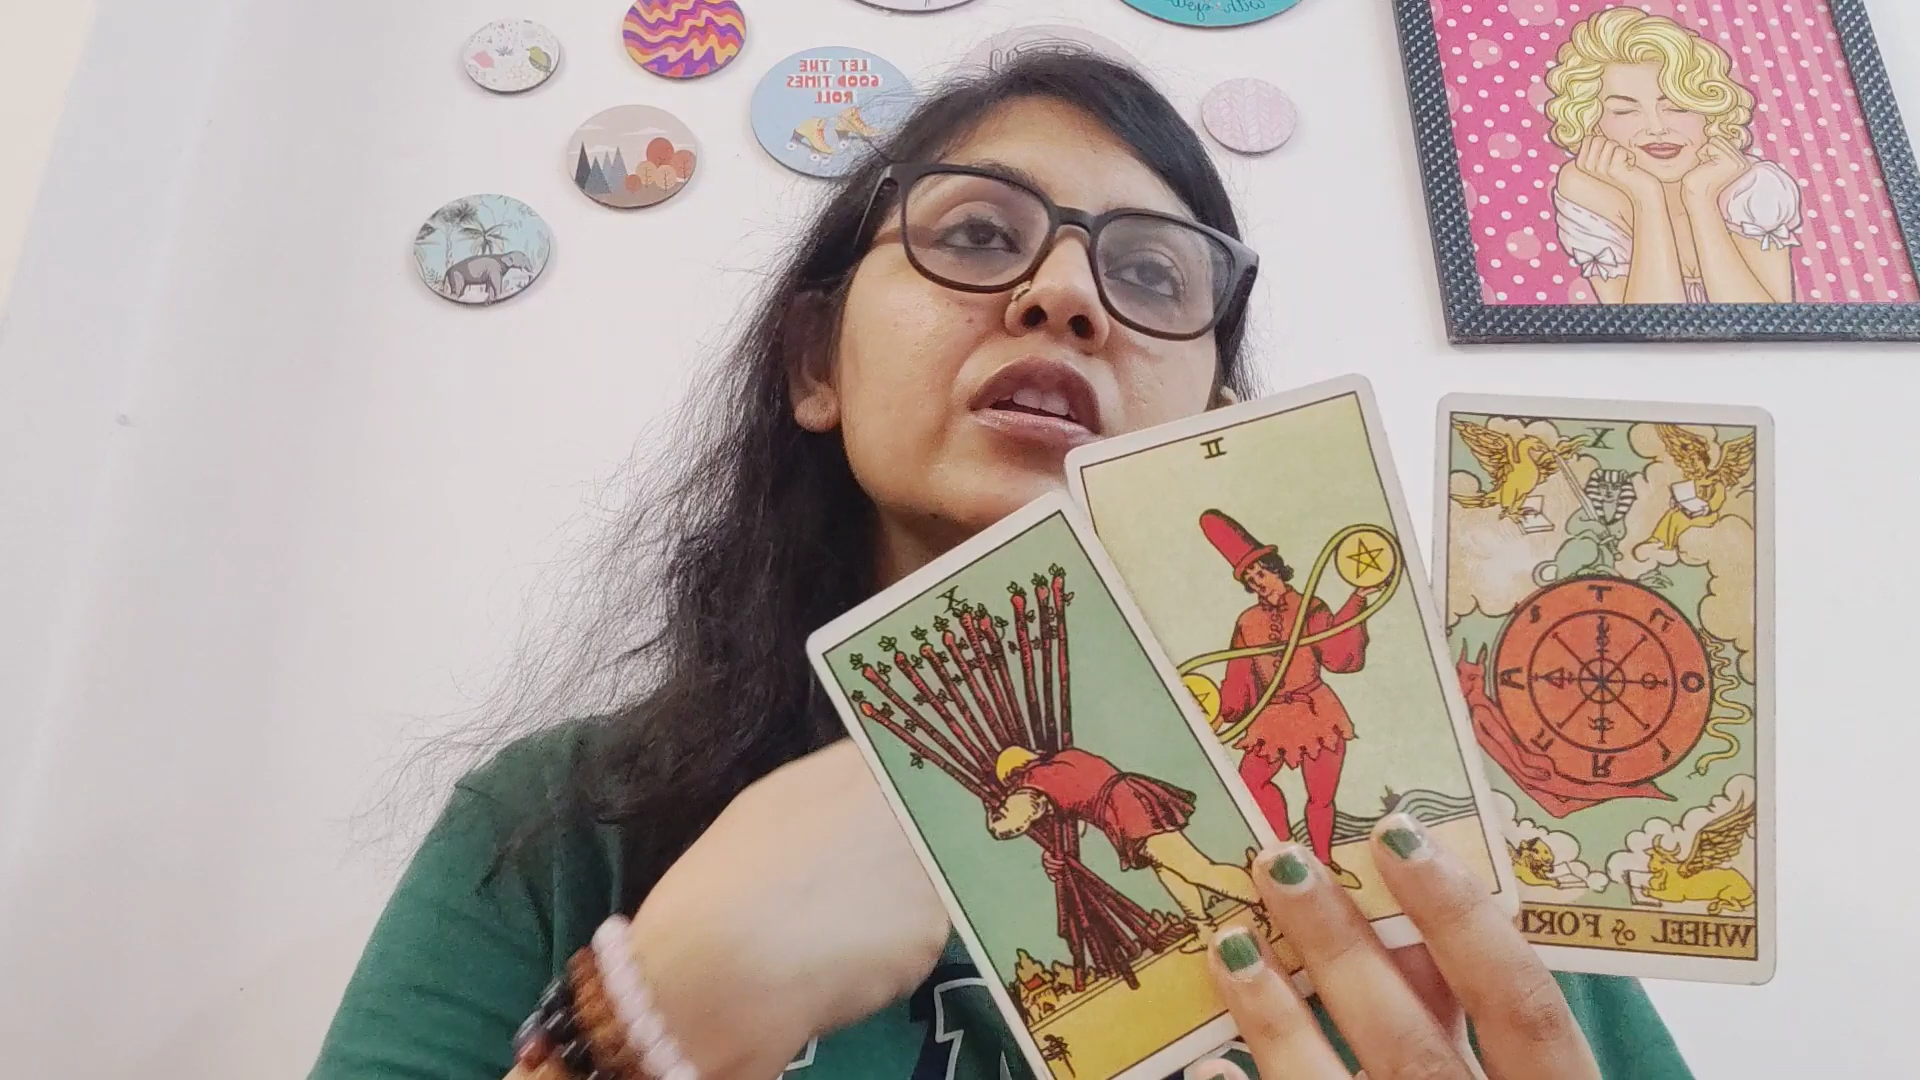 LET THE
GOOD TIMES
ROLL
X
II
X
T
A
R
O
WHEEL of FORT